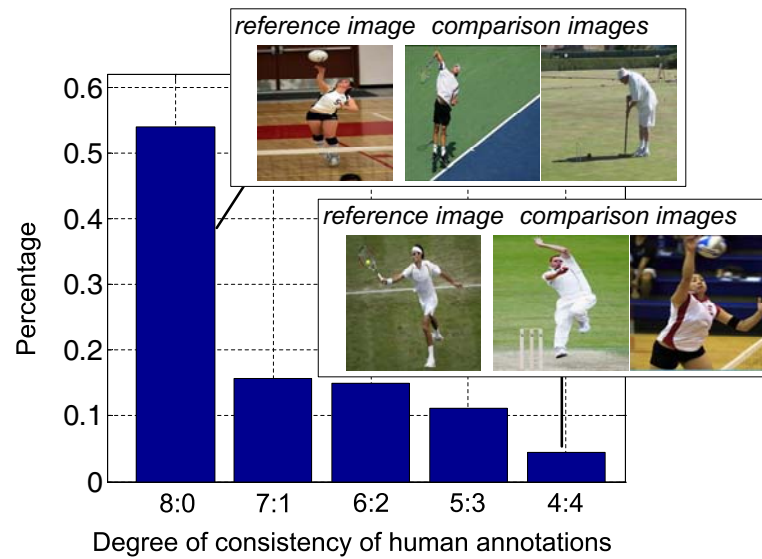 reference image comparison images
reference image comparison images
0.6
0.5
0.4
0.3
0.2
0.1
0
Percentage
8:0 7:1 6:2 5:3 4:4
Degree of consistency of human annotations